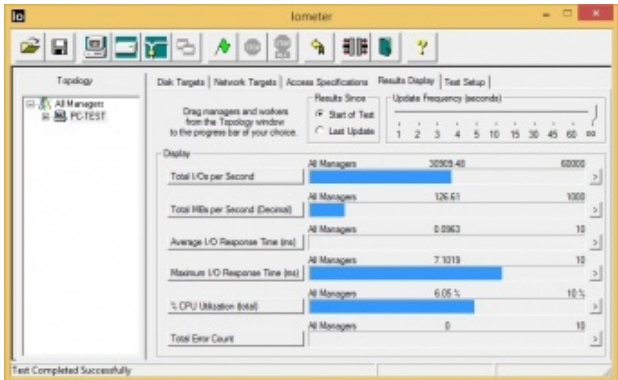 Io
Iometer
Topology
All Managers
PC-TEST
Disk Targets Network Targets Access Specifications Results Display Test Setup
Drag managers and workers
from the Topology window
to the progress bar of your choice.
Results Since
Start of Test
Last Update
Update Frequency (seconds)
1 2 3 4 5 10 15 30 45 60 ∞
Display
All Managers 30909.48 60000
Total I/Os per Second >
All Managers 126.61 1000
Total MBs per Second (Decimal) >
All Managers 0.0963 10
Average I/O Response Time (ms) >
All Managers 7.1019 10
Maximum I/O Response Time (ms) >
All Managers 6.05 % 10 %
% CPU Utilization (total) >
All Managers 0 10
Total Error Count >
Test Completed Successfully